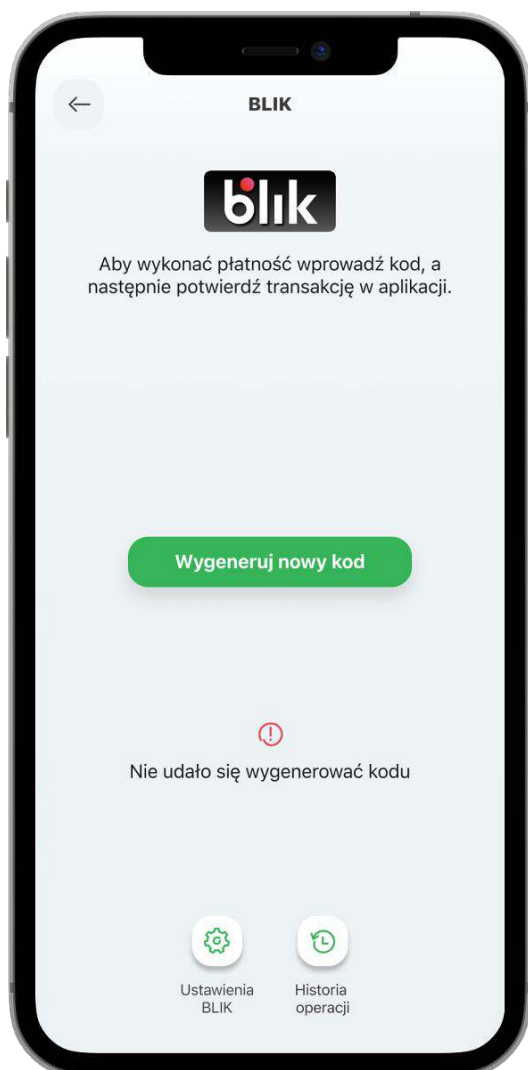 BLIK
blik
Aby wykonać płatność wprowadź kod, a
następnie potwierdź transakcję w aplikacji.
Wygeneruj nowy kod
Nie udało się wygenerować kodu
Ustawienia
BLIK
Historia
operacji